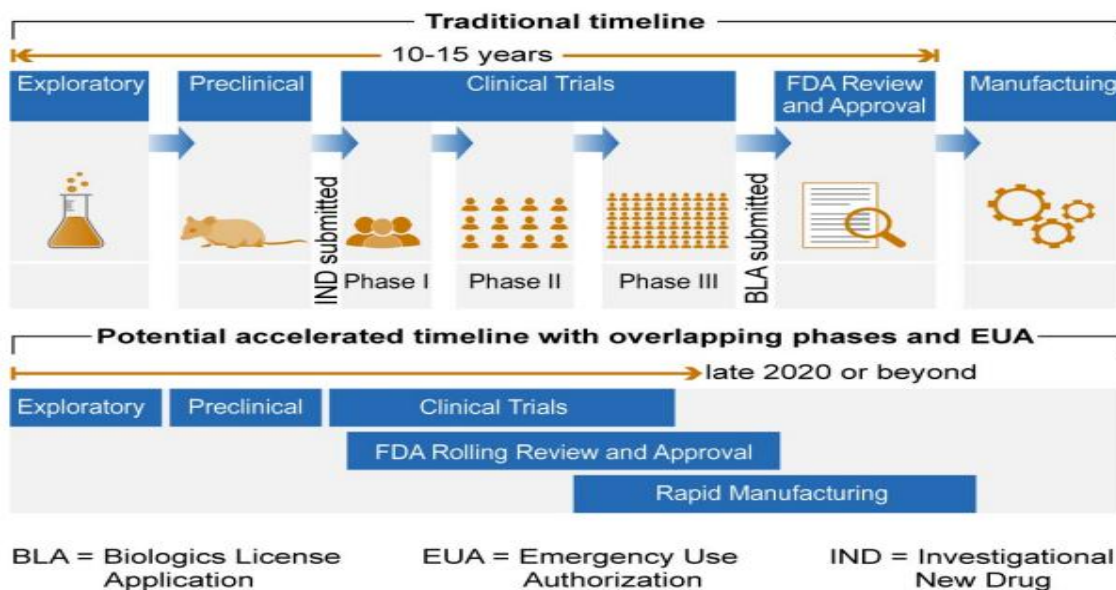 Traditional timeline
10-15 years
Exploratory
Preclinical
Clinical Trials
FDA Review
and Approval
Manufactuing
IND submitted
BLA submitted
Phase I
Phase II
Phase III
Potential accelerated timeline with overlapping phases and EUA
late 2020 or beyond
Exploratory
Preclinical
Clinical Trials
FDA Rolling Review and Approval
Rapid Manufacturing
BLA = Biologics License
Application
EUA = Emergency Use
Authorization
IND = Investigational
New Drug